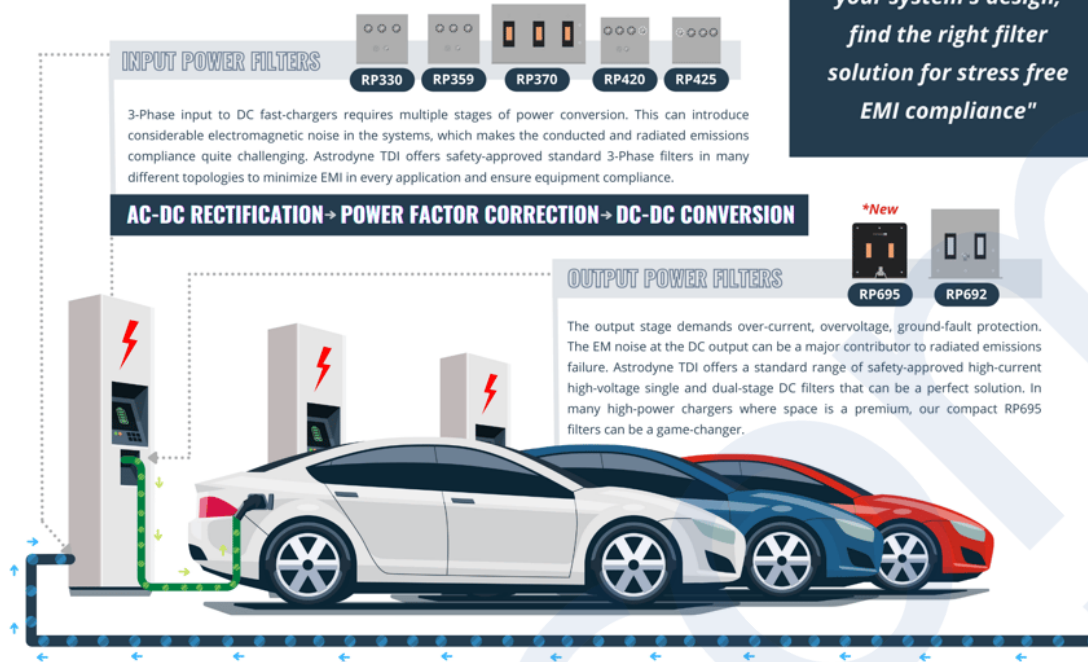 your system's design,
find the right filter
solution for stress free
EMI compliance"
INPUT POWER FILTERS
RP330
RP359
RP370
RP420
RP425
3-Phase input to DC fast-chargers requires multiple stages of power conversion. This can introduce
considerable electromagnetic noise in the systems, which makes the conducted and radiated emissions
compliance quite challenging. Astrodyne TDI offers safety-approved standard 3-Phase filters in many
different topologies to minimize EMI in every application and ensure equipment compliance.
AC-DC RECTIFICATION→POWER FACTOR CORRECTION→DC-DC CONVERSION
*New
OUTPUT POWER FILTERS
RP695
RP692
The output stage demands over-current, overvoltage, ground-fault protection.
The EM noise at the DC output can be a major contributor to radiated emissions
failure. Astrodyne TDI offers a standard range of safety-approved high-current
high-voltage single and dual-stage DC filters that can be a perfect solution. In
many high-power chargers where space is a premium, our compact RP695
filters can be a game-changer.